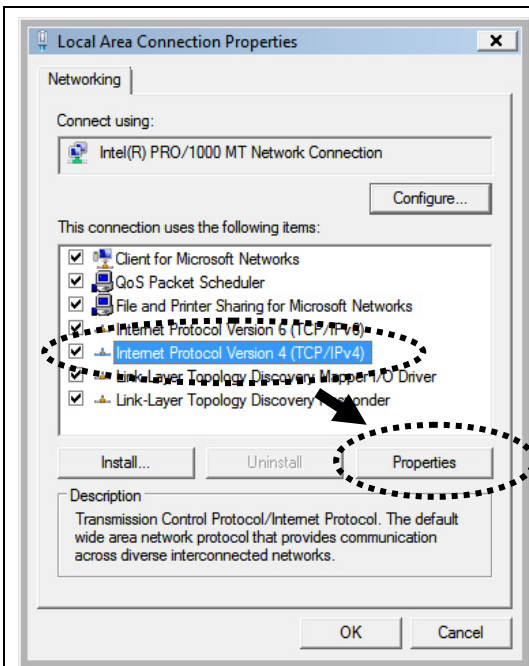 Local Area Connection Properties
Networking
Connect using:
Intel(R) PRO/1000 MT Network Connection
Configure...
This connection uses the following items:
Client for Microsoft Networks
QoS Packet Scheduler
File and Printer Sharing for Microsoft Networks
Internet Protocol Version 6 (TCP/IPv6)
Internet Protocol Version 4 (TCP/IPv4)
Link-Layer Topology Discovery Mapper I/O Driver
Link-Layer Topology Discovery Responder
Install...
Uninstall
Properties
Description
Transmission Control Protocol/Internet Protocol. The default
wide area network protocol that provides communication
across diverse interconnected networks.
OK
Cancel